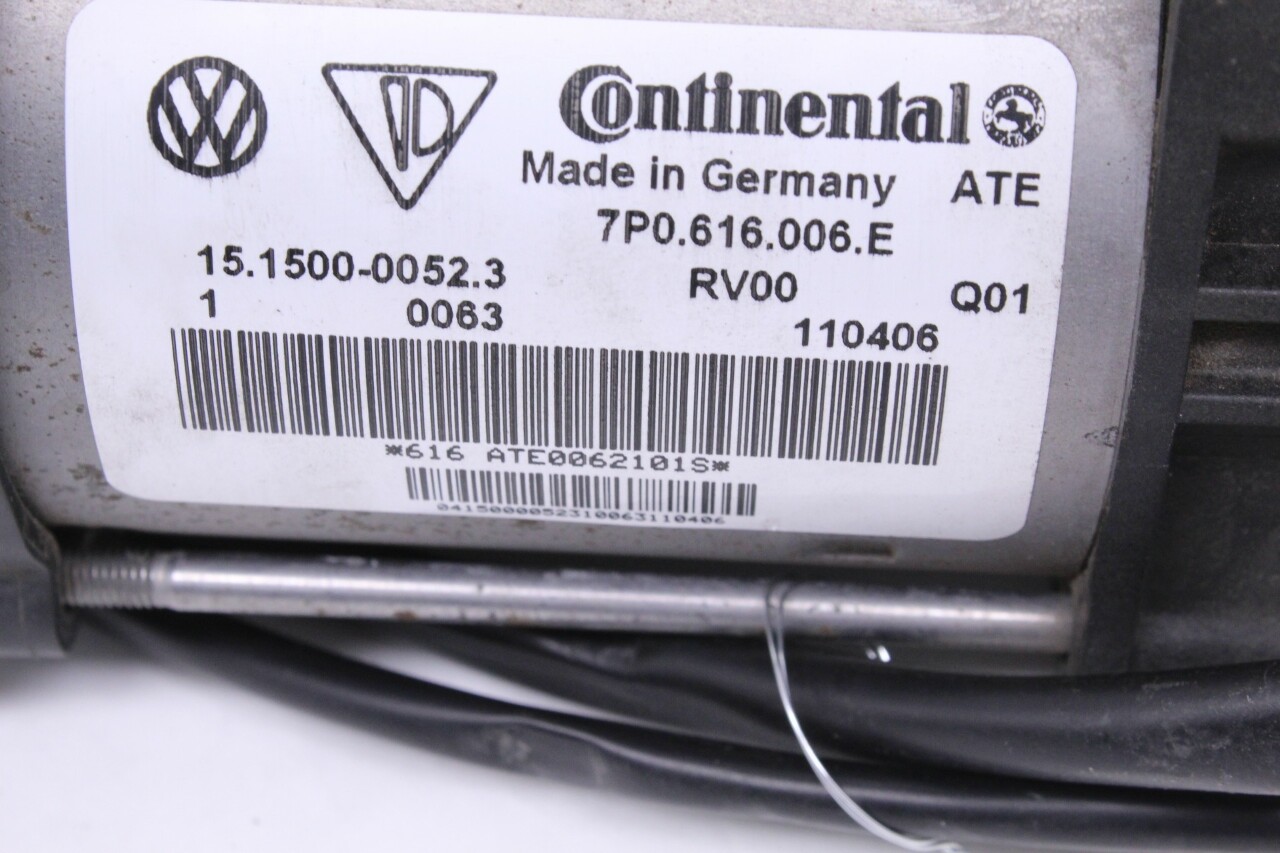 Continental
Made in Germany ATE
7P0.616.006.E
15.1500-0052.3 RV00 Q01
1 0063 110406
*616 ATE0062101S*
0415000052310063110406